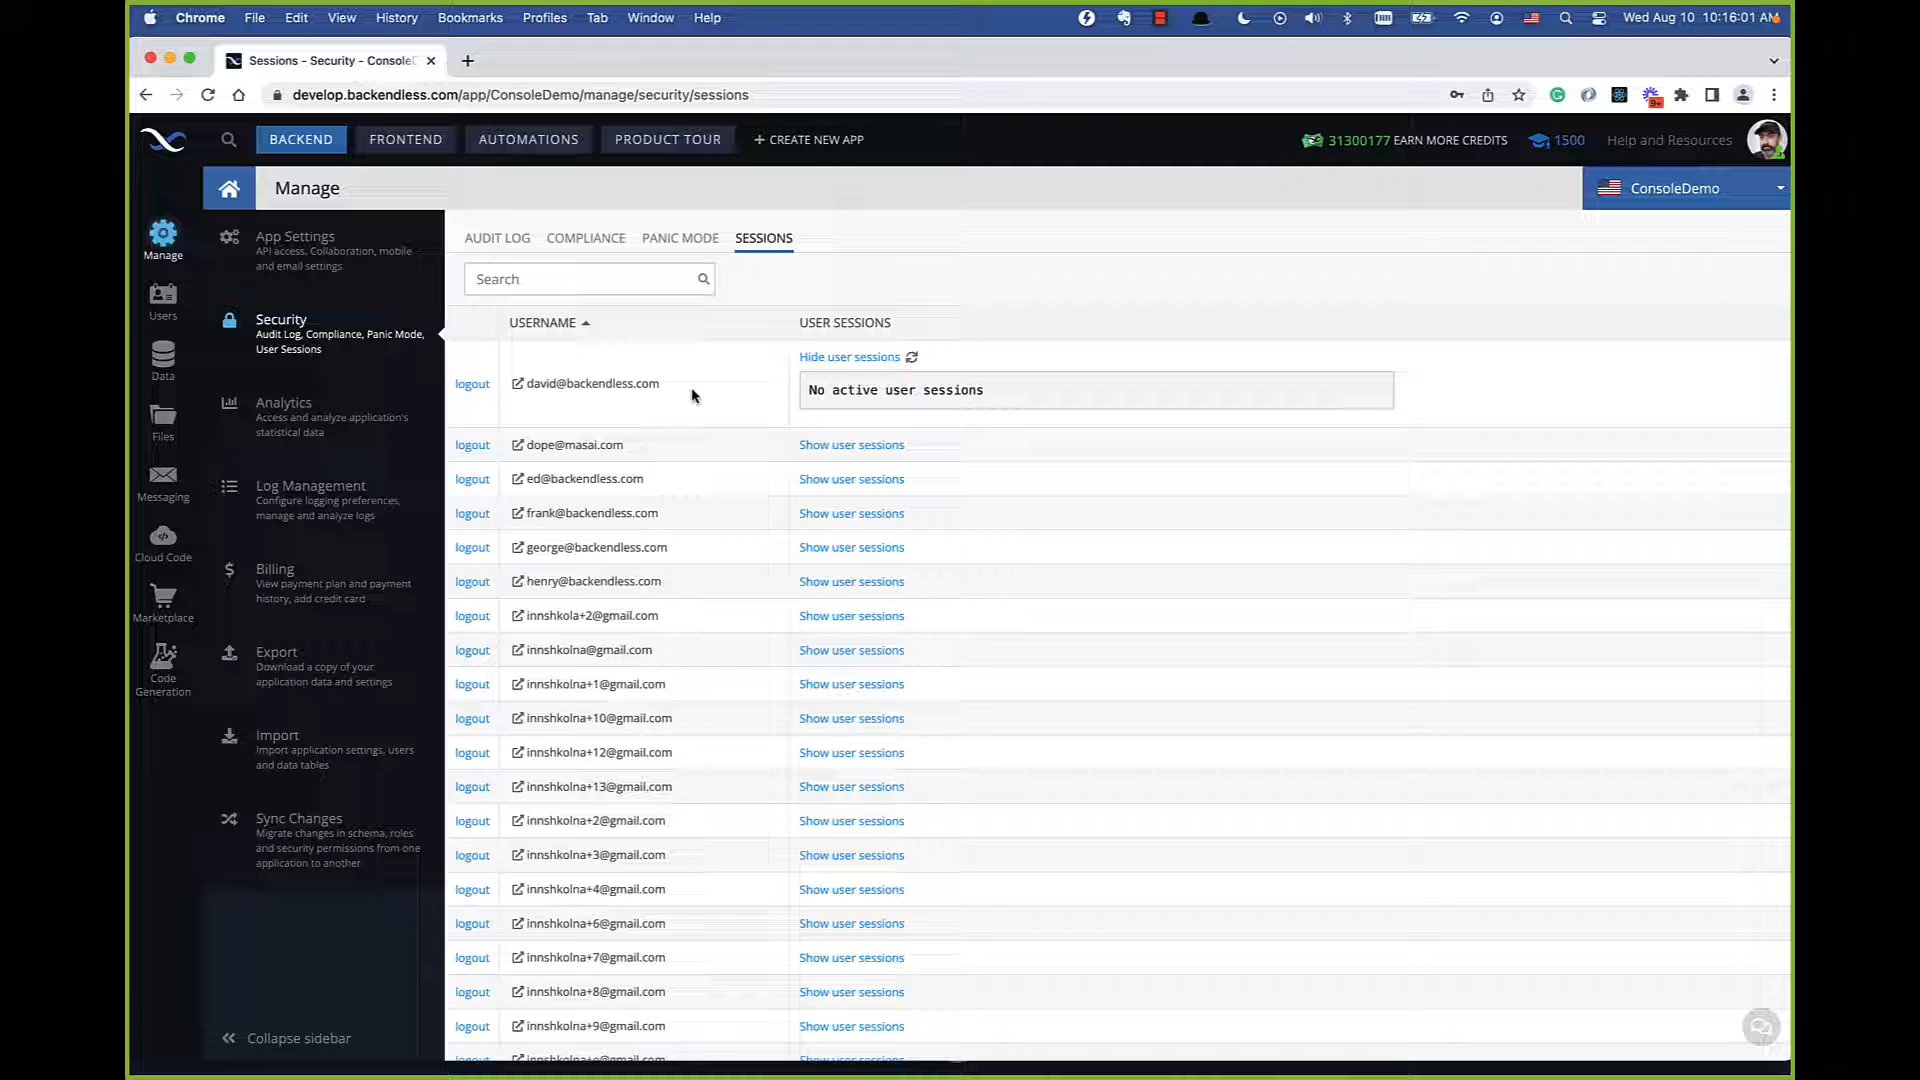 Chrome File Edit View History Bookmarks Profiles Tab Window Help
Wed Aug 10 10:16:01 AM
Sessions - Security - Console
develop.backendless.com/app/ConsoleDemo/manage/security/sessions
9+
BACKEND FRONTEND AUTOMATIONS PRODUCT TOUR + CREATE NEW APP
31300177 EARN MORE CREDITS 1500 Help and Resources
Manage
ConsoleDemo
Manage
Users
Data
Files
Messaging
Cloud Code
Marketplace
Code
Generation
App Settings
API access, Collaboration, mobile
and email settings
Security
Audit Log, Compliance, Panic Mode,
User Sessions
Analytics
Access and analyze application's
statistical data
Log Management
Configure logging preferences,
manage and analyze logs
Billing
View payment plan and payment
history, add credit card
Export
Download a copy of your
application data and settings
Import
Import application settings, users
and data tables
Sync Changes
Migrate changes in schema, roles
and security permissions from one
application to another
Collapse sidebar
AUDIT LOG COMPLIANCE PANIC MODE SESSIONS
Search
USERNAME USER SESSIONS
Hide user sessions
logout david@backendless.com No active user sessions
logout dope@masai.com Show user sessions
logout ed@backendless.com Show user sessions
logout frank@backendless.com Show user sessions
logout george@backendless.com Show user sessions
logout henry@backendless.com Show user sessions
logout innshkola+2@gmail.com Show user sessions
logout innshkolna@gmail.com Show user sessions
logout innshkolna+1@gmail.com Show user sessions
logout innshkolna+10@gmail.com Show user sessions
logout innshkolna+12@gmail.com Show user sessions
logout innshkolna+13@gmail.com Show user sessions
logout innshkolna+2@gmail.com Show user sessions
logout innshkolna+3@gmail.com Show user sessions
logout innshkolna+4@gmail.com Show user sessions
logout innshkolna+6@gmail.com Show user sessions
logout innshkolna+7@gmail.com Show user sessions
logout innshkolna+8@gmail.com Show user sessions
logout innshkolna+9@gmail.com Show user sessions